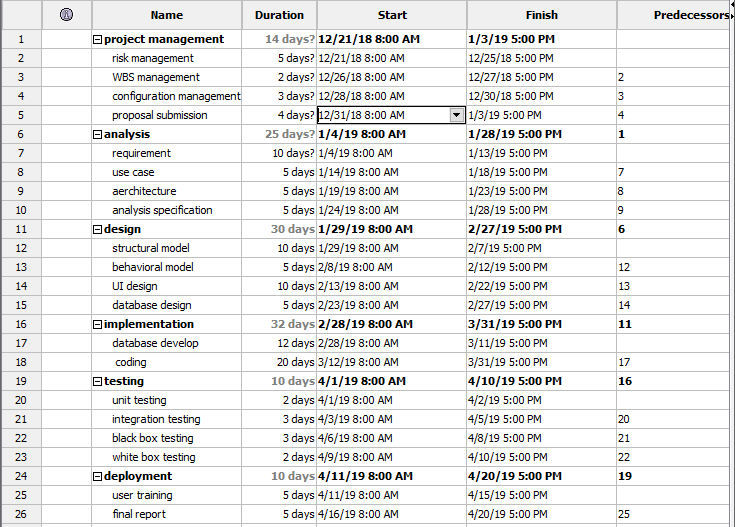 Name Duration Start Finish Predecessors
1 project management 14 days? 12/21/18 8:00 AM 1/3/19 5:00 PM
2 risk management 5 days? 12/21/18 8:00 AM 12/25/18 5:00 PM
3 WBS management 2 days? 12/26/18 8:00 AM 12/27/18 5:00 PM 2
4 configuration management 3 days? 12/28/18 8:00 AM 12/30/18 5:00 PM 3
5 proposal submission 4 days? 12/31/18 8:00 AM 1/3/19 5:00 PM 4
6 analysis 25 days? 1/4/19 8:00 AM 1/28/19 5:00 PM 1
7 requirement 10 days? 1/4/19 8:00 AM 1/13/19 5:00 PM
8 use case 5 days 1/14/19 8:00 AM 1/18/19 5:00 PM 7
9 aerchitecture 5 days 1/19/19 8:00 AM 1/23/19 5:00 PM 8
10 analysis specification 5 days 1/24/19 8:00 AM 1/28/19 5:00 PM 9
11 design 30 days 1/29/19 8:00 AM 2/27/19 5:00 PM 6
12 structural model 10 days 1/29/19 8:00 AM 2/7/19 5:00 PM
13 behavioral model 5 days 2/8/19 8:00 AM 2/12/19 5:00 PM 12
14 UI design 10 days 2/13/19 8:00 AM 2/22/19 5:00 PM 13
15 database design 5 days 2/23/19 8:00 AM 2/27/19 5:00 PM 14
16 implementation 32 days 2/28/19 8:00 AM 3/31/19 5:00 PM 11
17 database develop 12 days 2/28/19 8:00 AM 3/11/19 5:00 PM
18 coding 20 days 3/12/19 8:00 AM 3/31/19 5:00 PM 17
19 testing 10 days 4/1/19 8:00 AM 4/10/19 5:00 PM 16
20 unit testing 2 days 4/1/19 8:00 AM 4/2/19 5:00 PM
21 integration testing 3 days 4/3/19 8:00 AM 4/5/19 5:00 PM 20
22 black box testing 3 days 4/6/19 8:00 AM 4/8/19 5:00 PM 21
23 white box testing 2 days 4/9/19 8:00 AM 4/10/19 5:00 PM 22
24 deployment 10 days 4/11/19 8:00 AM 4/20/19 5:00 PM 19
25 user training 5 days 4/11/19 8:00 AM 4/15/19 5:00 PM
26 final report 5 days 4/16/19 8:00 AM 4/20/19 5:00 PM 25